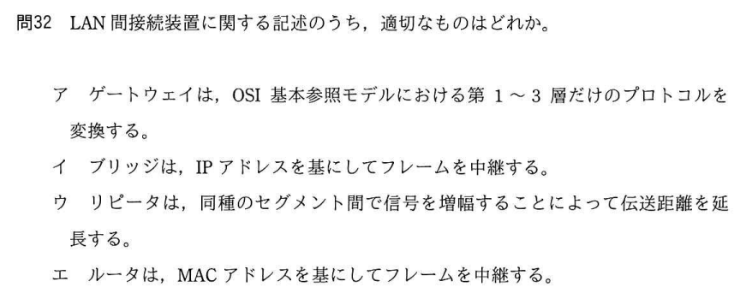 問32 LAN 間接続装置に関する記述のうち，適切なものはどれか。
ア ゲートウェイは，OSI 基本参照モデルにおける第 1 ～ 3 層だけのプロトコルを
変換する。
イ ブリッジは，IP アドレスを基にしてフレームを中継する。
ウ リピータは，同種のセグメント間で信号を増幅することによって伝送距離を延
長する。
エ ルータは，MAC アドレスを基にしてフレームを中継する。